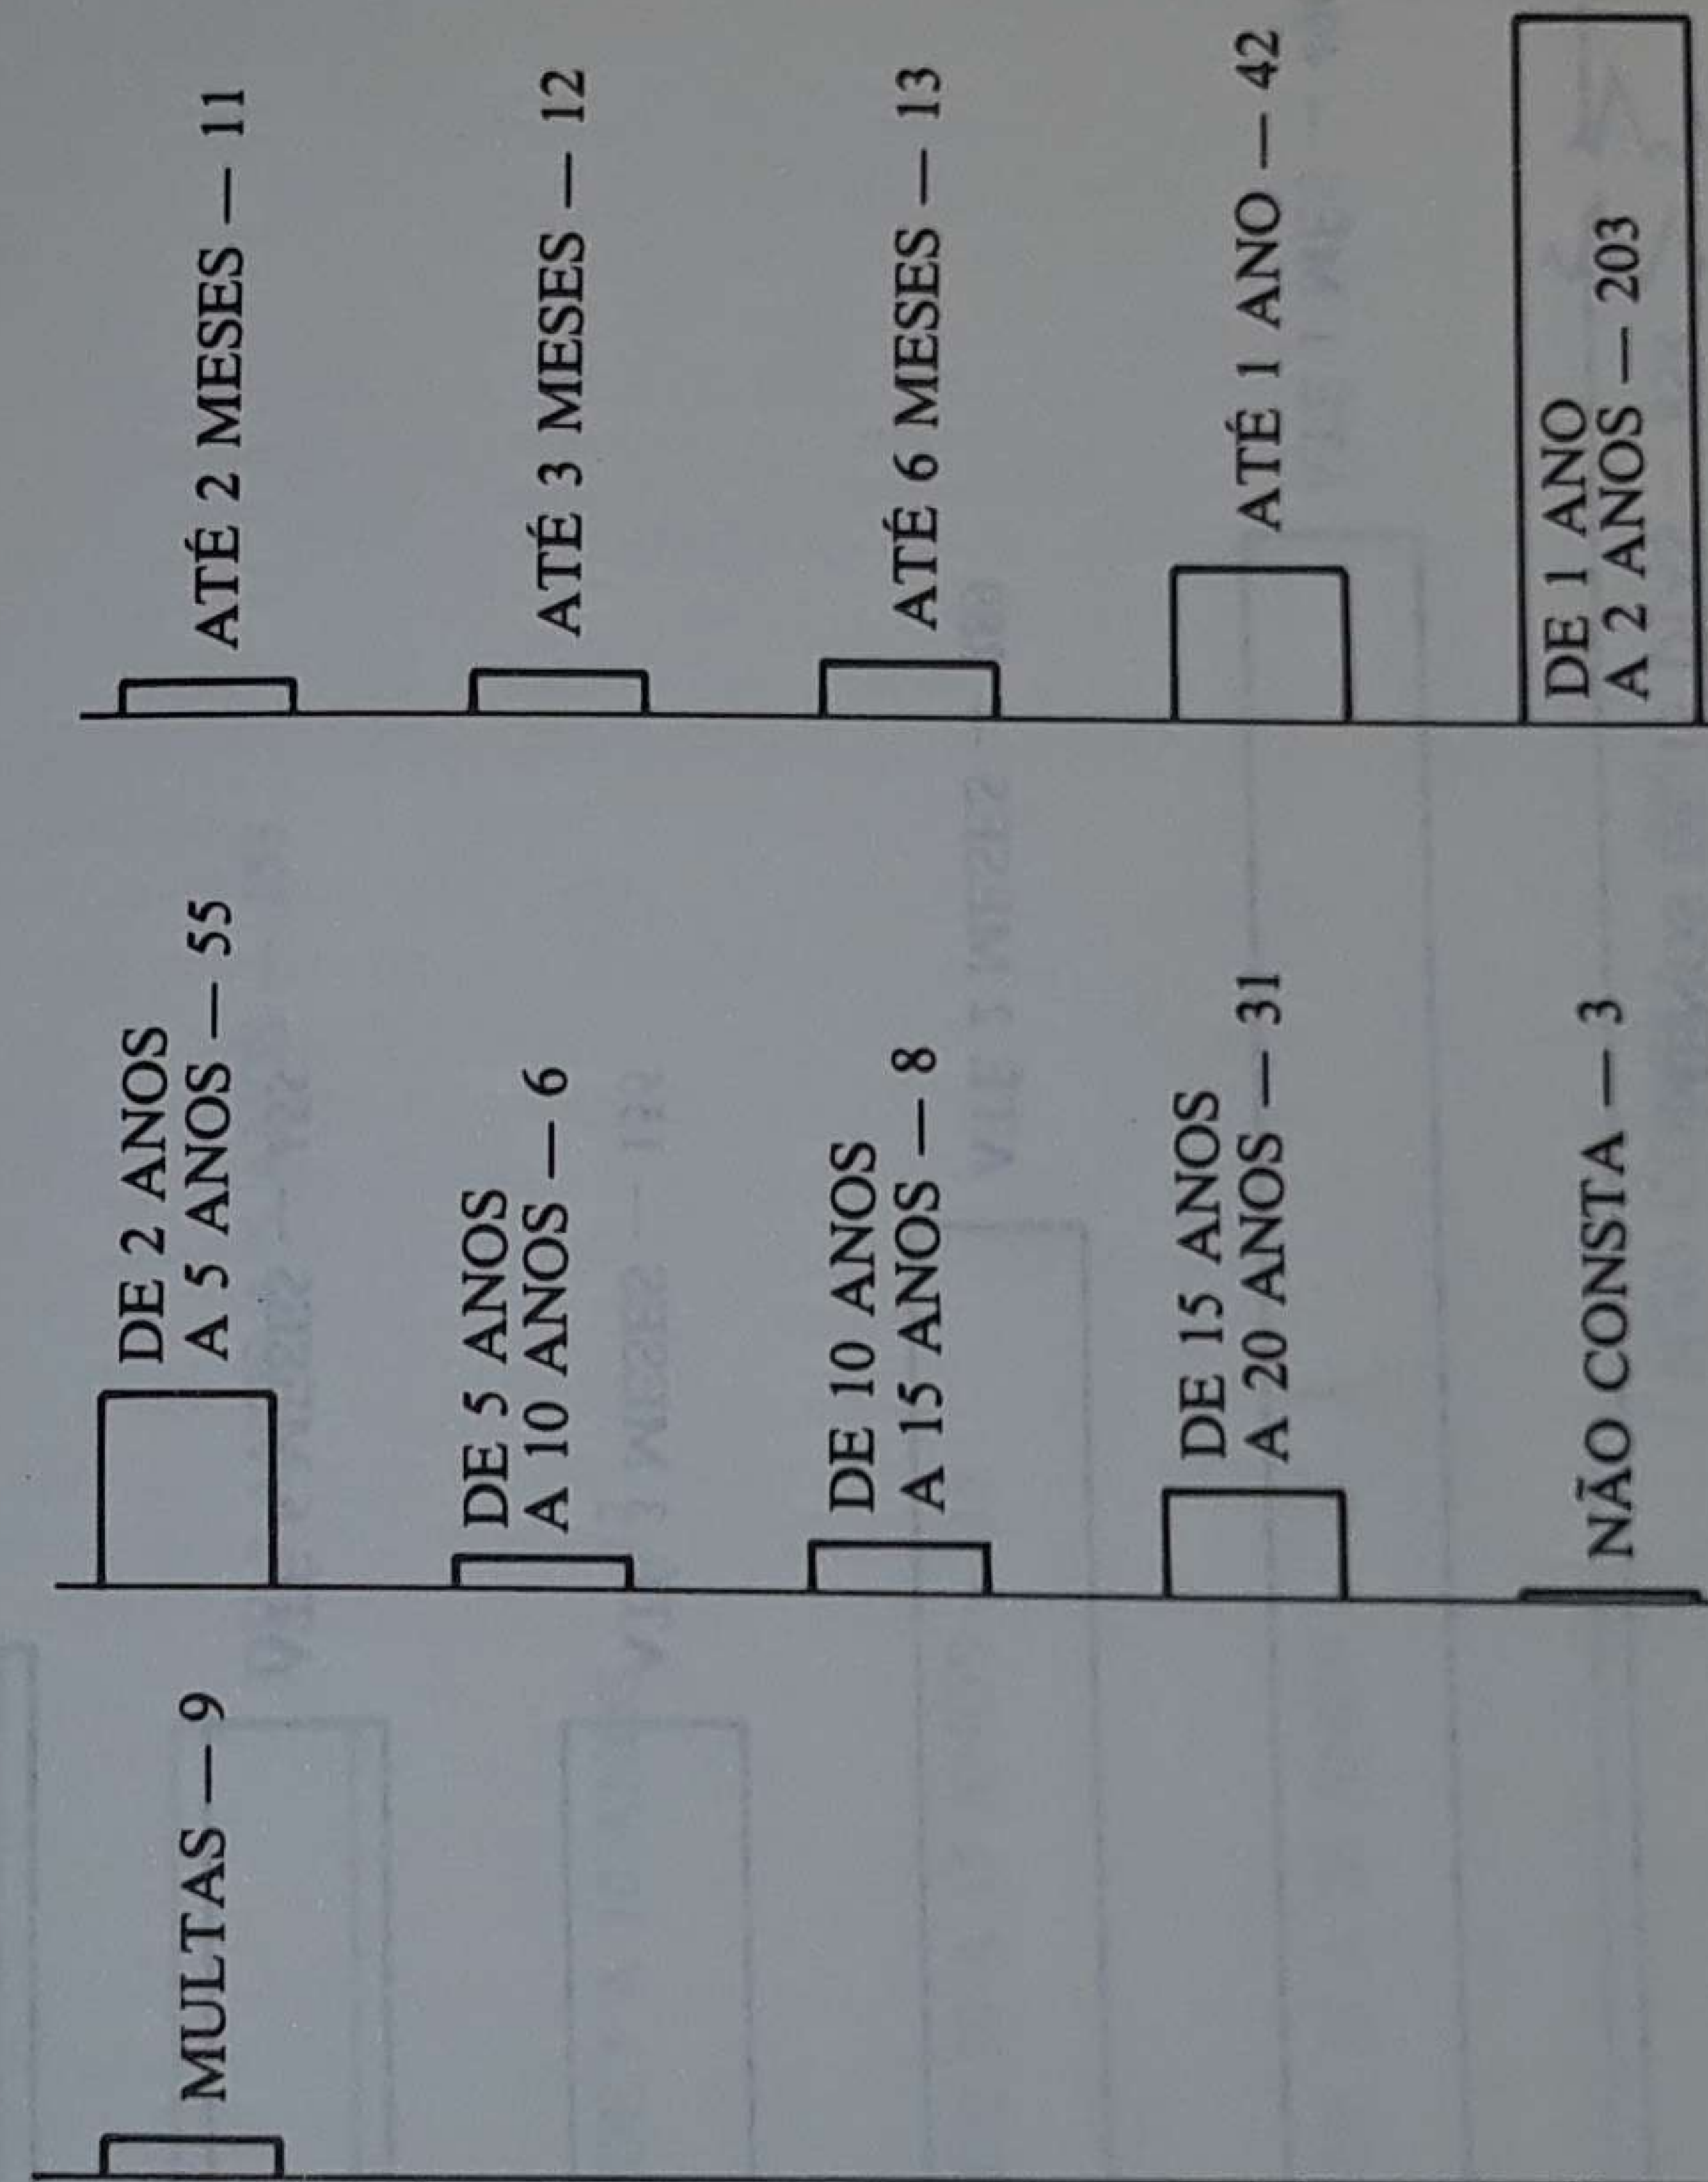 ATÉ 2 MESES — 11
ATÉ 3 MESES — 12
ATÉ 6 MESES — 13
ATÉ 1 ANO — 42
DE 1 ANO
A 2 ANOS — 203
DE 2 ANOS
A 5 ANOS — 55
DE 5 ANOS
A 10 ANOS — 6
DE 10 ANOS
A 15 ANOS — 8
DE 15 ANOS
A 20 ANOS — 31
NÃO CONSTA — 3
MULTAS — 9